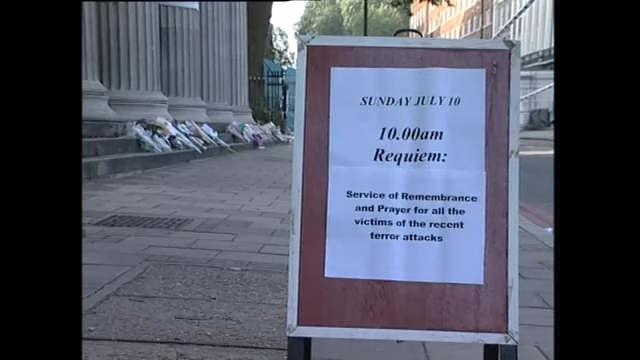 SUNDAY JULY 10
10.00am
Requiem:
Service of Remembrance
and Prayer for all the
victims of the recent
terror attacks